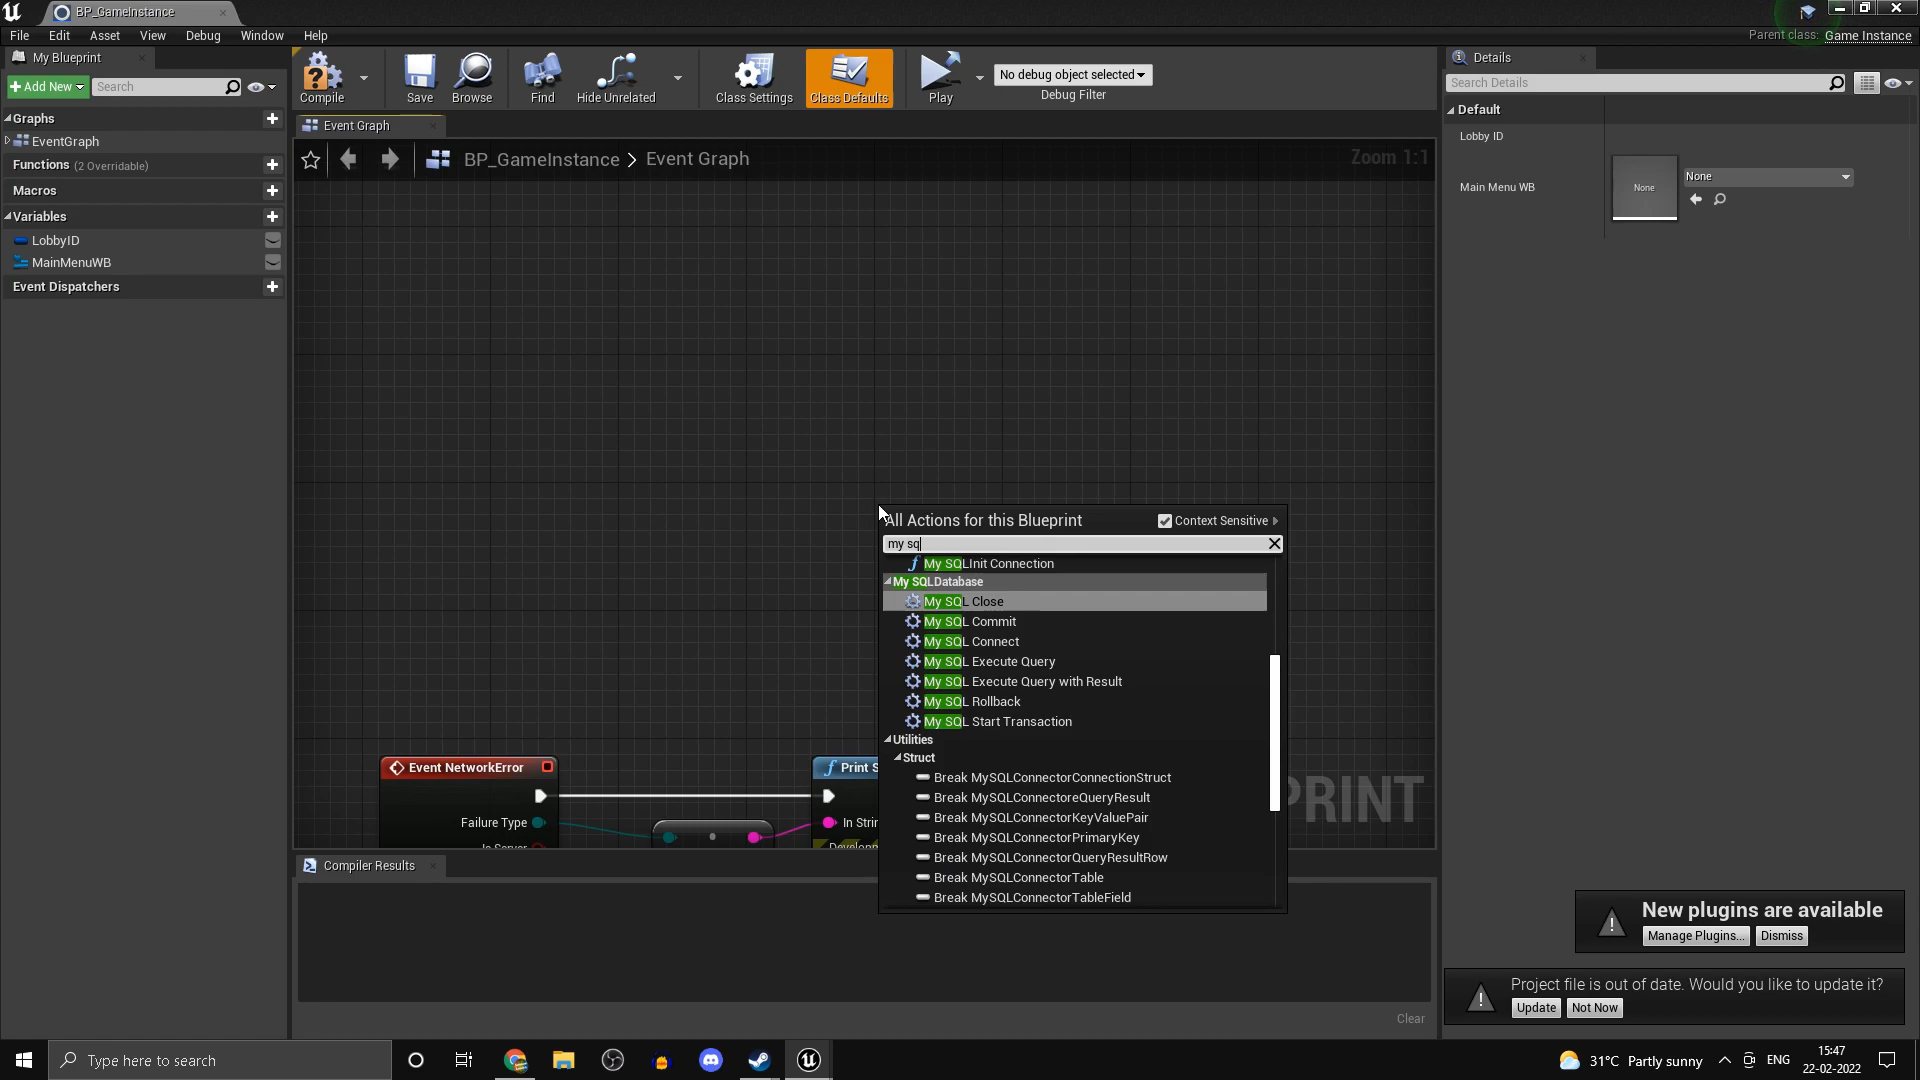 BP_GameInstance
File Edit Asset View Debug Window Help
Parent class: Game Instance
My Blueprint
Add New
Search
Graphs
EventGraph
Functions (2 Overridable)
Macros
Variables
LobbyID
MainMenuWB
Event Dispatchers
Compile
Save
Browse
Find
Hide Unrelated
Class Settings
Class Defaults
Play
No debug object selected
Debug Filter
Event Graph
BP_GameInstance > Event Graph
Zoom 1:1
All Actions for this Blueprint
Context Sensitive
my sq
My SQLInit Connection
My SQLDatabase
My SQL Close
My SQL Commit
My SQL Connect
My SQL Execute Query
My SQL Execute Query with Result
My SQL Rollback
My SQL Start Transaction
Utilities
Struct
Break MySQLConnectorConnectionStruct
Break MySQLConnectoreQueryResult
Break MySQLConnectorKeyValuePair
Break MySQLConnectorPrimaryKey
Break MySQLConnectorQueryResultRow
Break MySQLConnectorTable
Break MySQLConnectorTableField
Event NetworkError
Failure Type
Is Server
Print S
In Strin
Developm
PRINT
Compiler Results
Clear
Details
Search Details
Default
Lobby ID
Main Menu WB
None
None
New plugins are available
Manage Plugins...
Dismiss
Project file is out of date. Would you like to update it?
Update
Not Now
Type here to search
31°C Partly sunny
ENG
15:47
22-02-2022